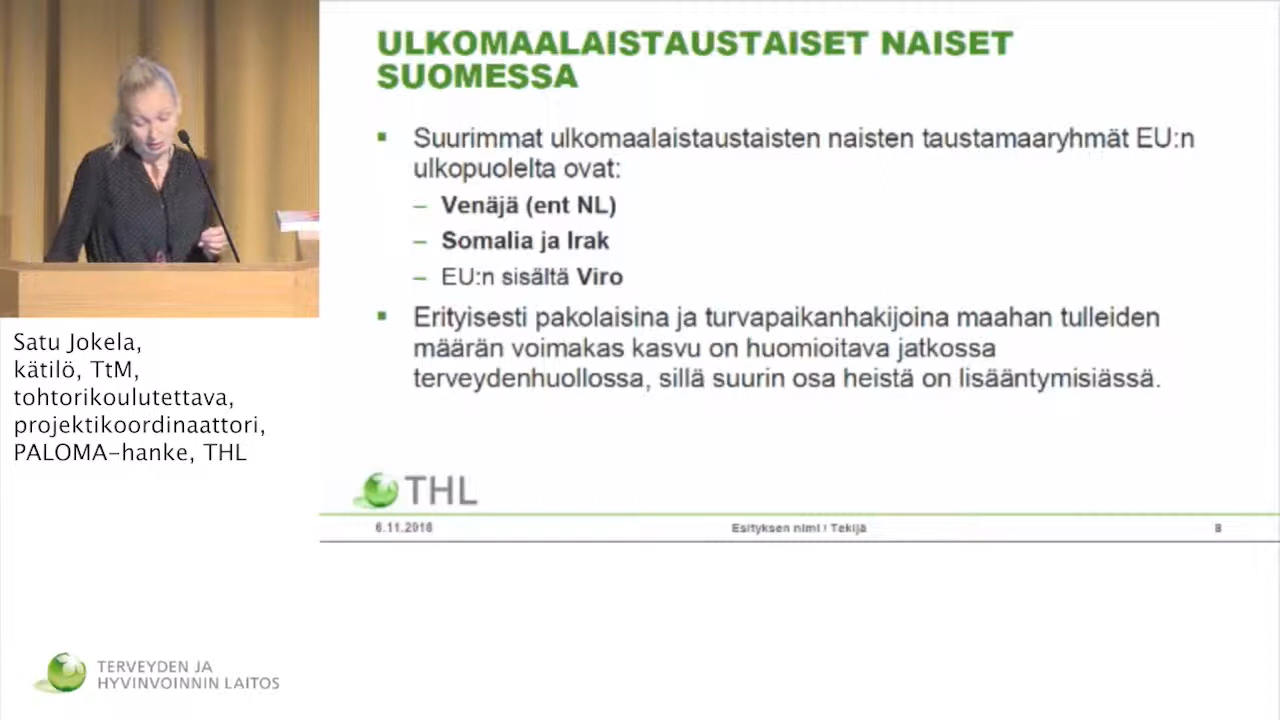 ULKOMAALAISTAUSTAISET NAISET
SUOMESSA
▪ Suurimmat ulkomaalaistaustaisten naisten taustamaaryhmät EU:n
ulkopuolelta ovat:
– Venäjä (ent NL)
– Somalia ja Irak
– EU:n sisältä Viro
▪ Erityisesti pakolaisina ja turvapaikanhakijoina maahan tulleiden
määrän voimakas kasvu on huomioitava jatkossa
terveydenhuollossa, sillä suurin osa heistä on lisääntymisiässä.
THL
6.11.2016 Esityksen nimi / Tekijä 8
Satu Jokela,
kätilö, TtM,
tohtorikoulutettava,
projektikoordinaattori,
PALOMA-hanke, THL
TERVEYDEN JA
HYVINVOINNIN LAITOS